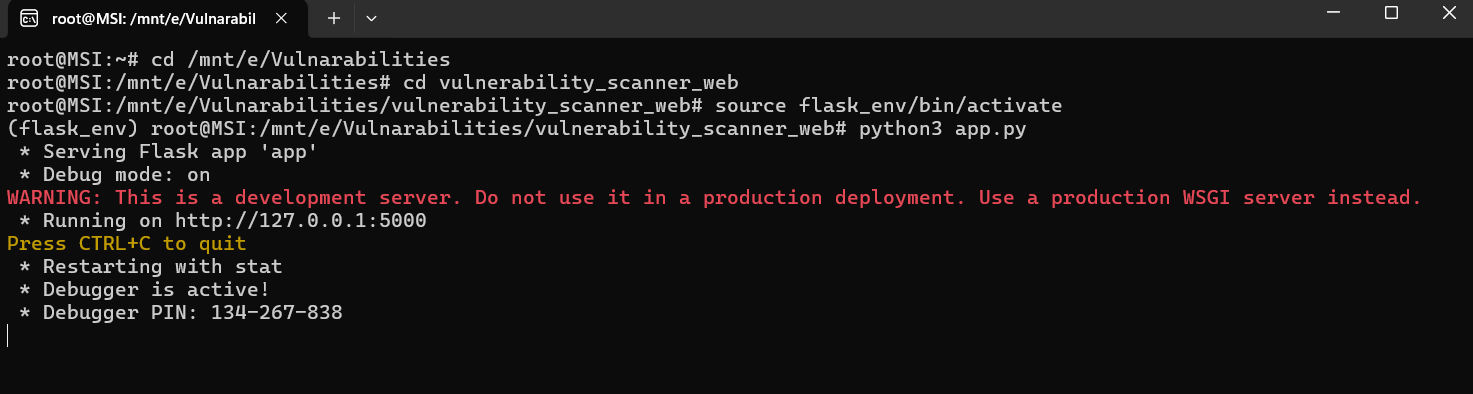 root@MSI: /mnt/e/Vulnarabil
root@MSI:~# cd /mnt/e/Vulnarabilities
root@MSI:/mnt/e/Vulnarabilities# cd vulnerability_scanner_web
root@MSI:/mnt/e/Vulnarabilities/vulnerability_scanner_web# source flask_env/bin/activate
(flask_env) root@MSI:/mnt/e/Vulnarabilities/vulnerability_scanner_web# python3 app.py
 * Serving Flask app 'app'
 * Debug mode: on
WARNING: This is a development server. Do not use it in a production deployment. Use a production WSGI server instead.
 * Running on http://127.0.0.1:5000
Press CTRL+C to quit
 * Restarting with stat
 * Debugger is active!
 * Debugger PIN: 134-267-838